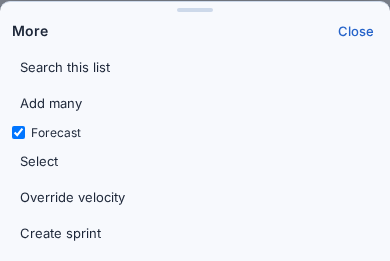 More
Close
Search this list
Add many
Forecast
Select
Override velocity
Create sprint